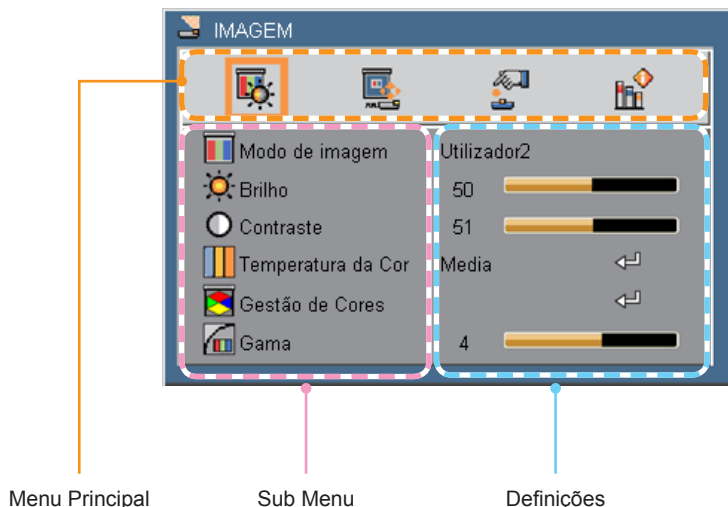 IMAGEM
Modo de imagem Utilizador2
Brilho 50
Contraste 51
Temperatura da Cor Media
Gestão de Cores
Gama 4
Menu Principal Sub Menu Definições